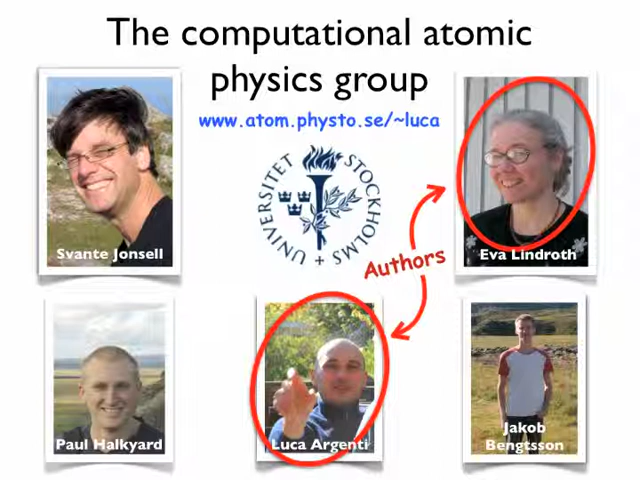 The computational atomic
physics group
www.atom.physto.se/~luca
STOCKHOLMS + UNIVERSITET
Svante Jonsell
Authors
Eva Lindroth
Paul Halkyard
Luca Argenti
Jakob
Bengtsson